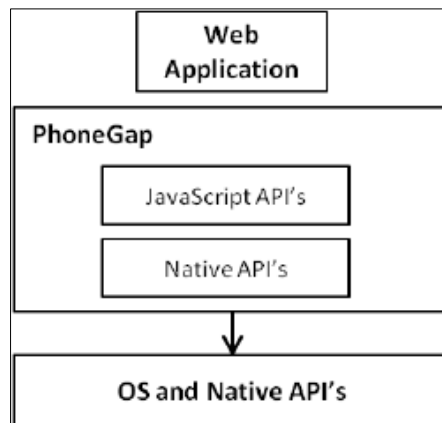 Web
Application
PhoneGap
JavaScript API's
Native API's
OS and Native API's